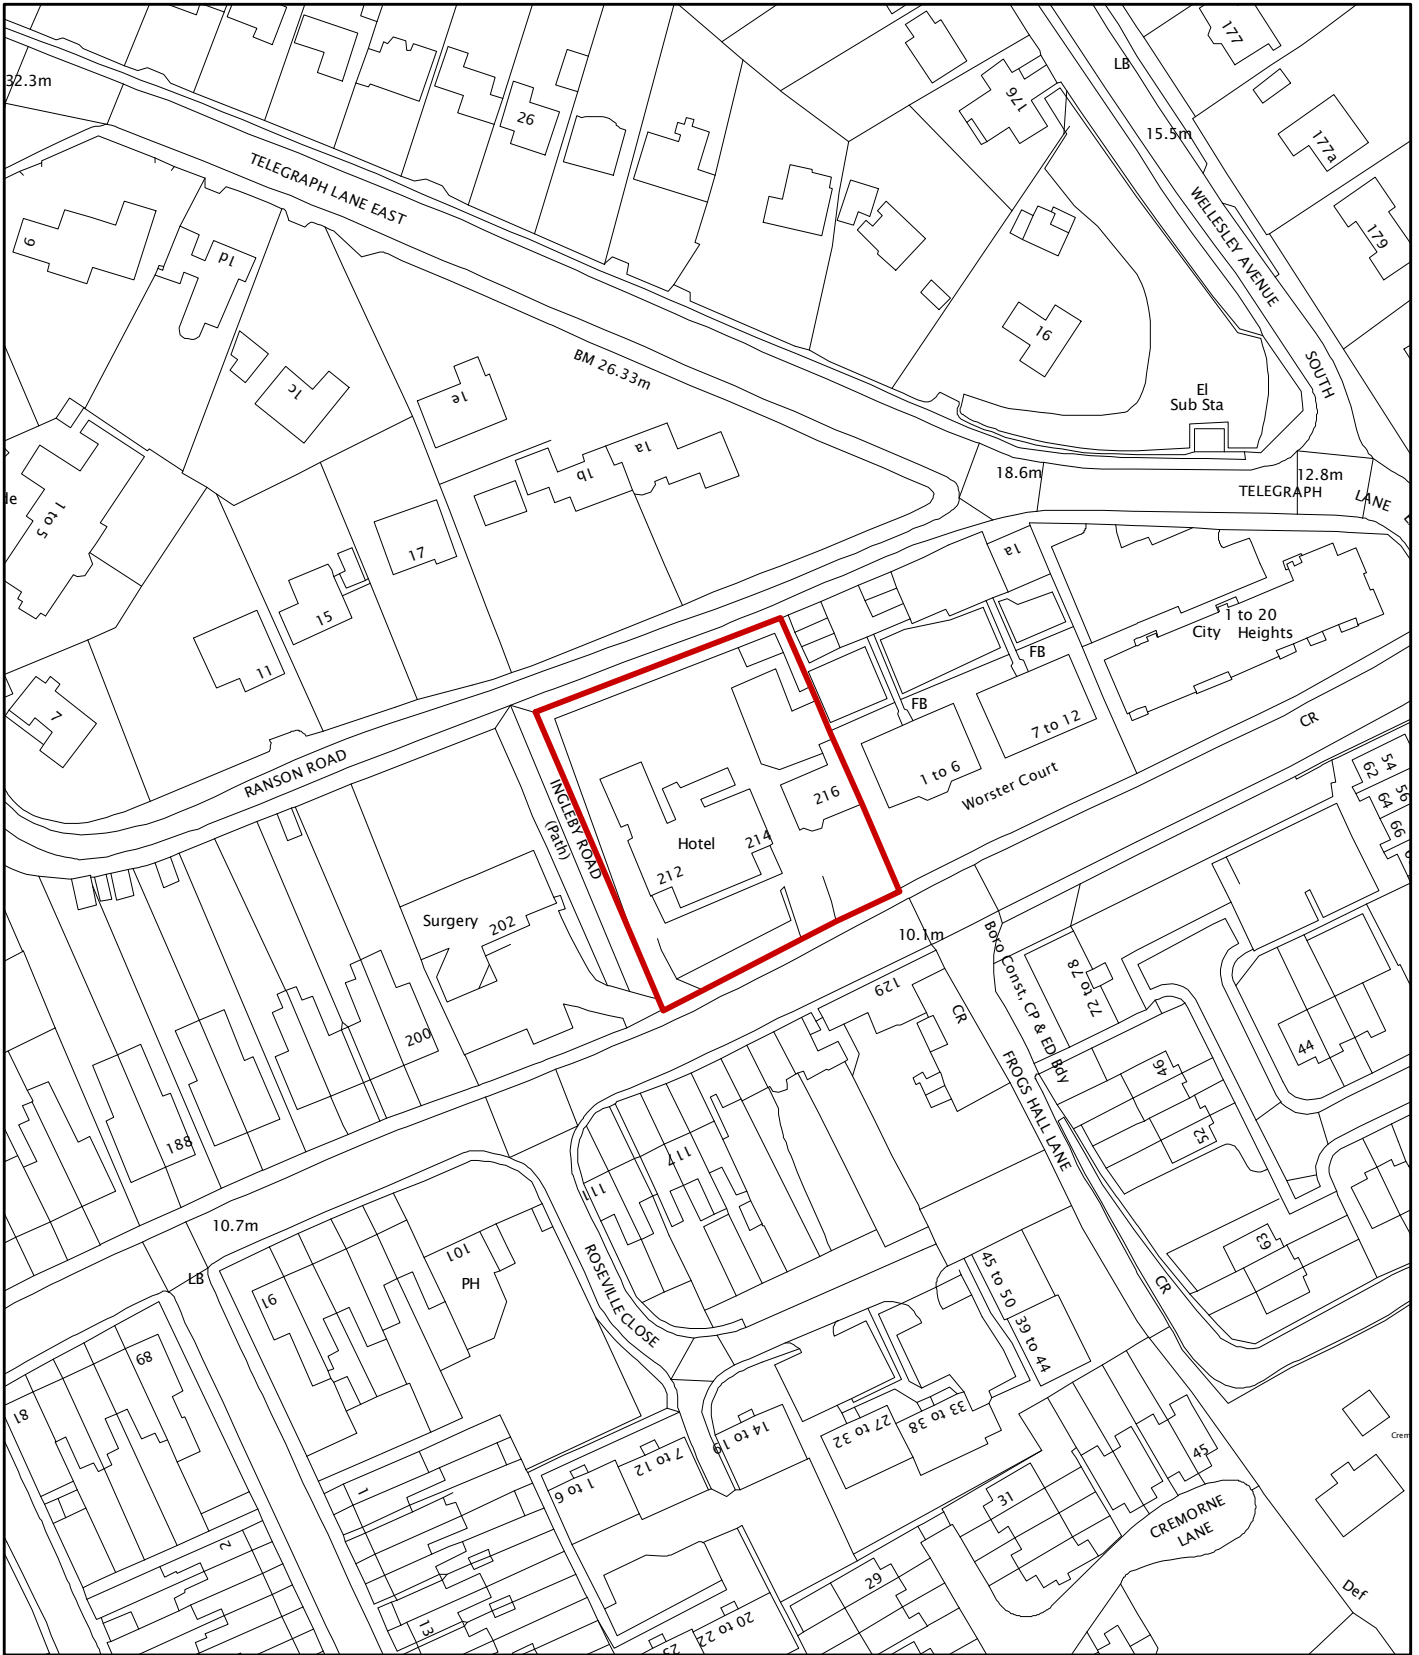 177
LB
32.3m
176
26
15.5m
177a
TELEGRAPH LANE EAST
WELLESLEY AVENUE
179
9
1d
16
BM 26.33m
SOUTH
1c
1e
El
Sub Sta
1a
1b
18.6m
12.8m
TELEGRAPH
LANE
1 to 5
17
1a
15
1 to 20
City Heights
FB
11
FB
7
7 to 12
CR
1 to 6
Worster Court
RANSON ROAD
INGLEBY ROAD
(Path)
216
54
62
56
64
66
Hotel
214
212
Surgery
202
10.1m
Boro Const, CP & ED Bdy
72 to 78
129
CR
200
44
FROGS HALL LANE
46
52
188
117
111
10.7m
63
ROSEVILLE CLOSE
101
PH
45 to 50
39 to 44
CR
LB
91
89
81
33 to 38
27 to 32
14 to 19
7 to 12
1 to 6
45
Crem
1
31
CREMORNE
LANE
2
29
Def
13
20 to 22